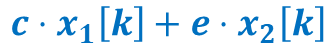 c · x₁[k] + e · x₂[k]